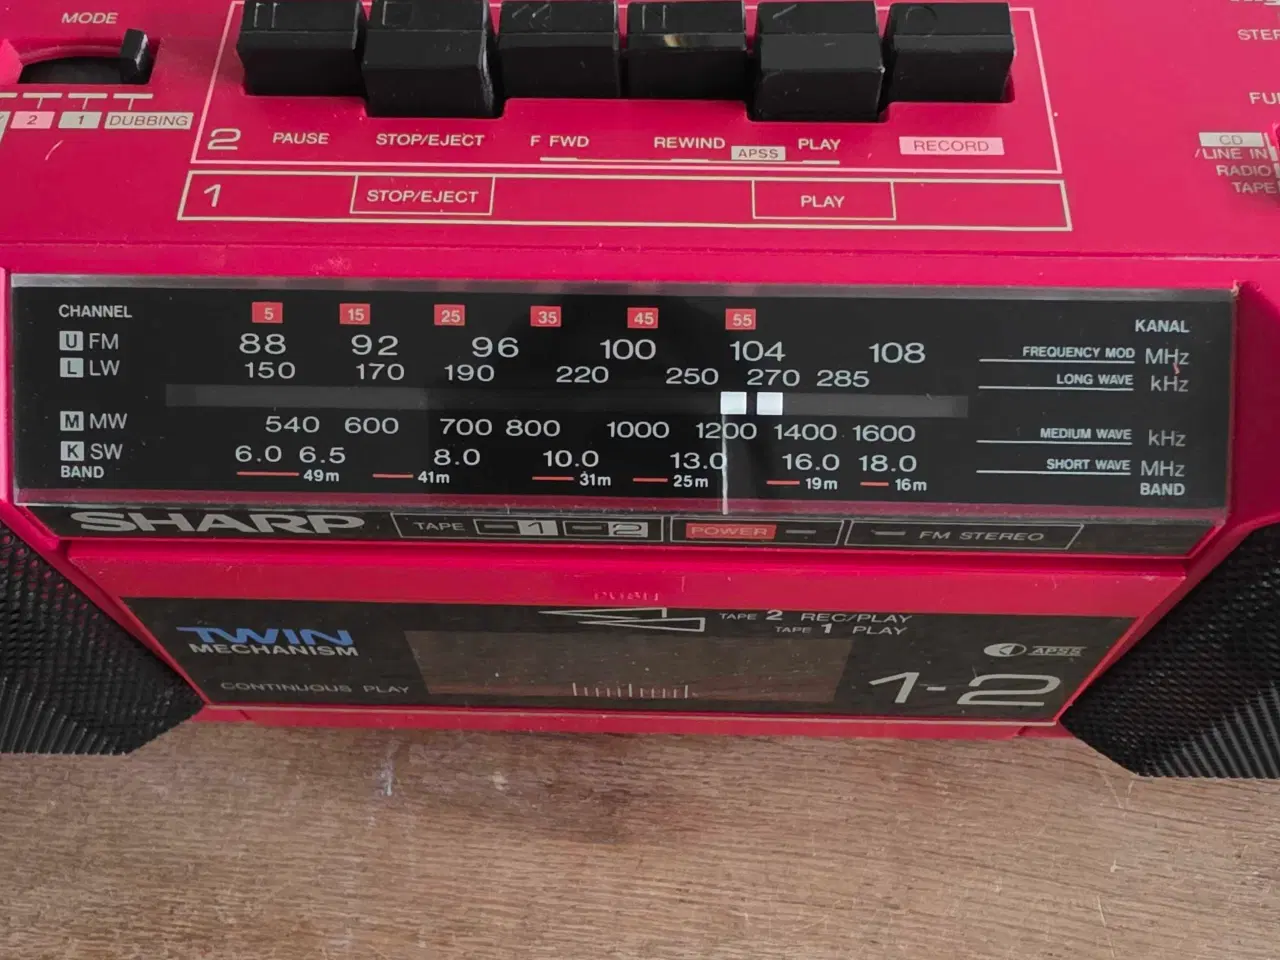 MODE
2 1 DUBBING
2 PAUSE STOP/EJECT F FWD REWIND APSS PLAY RECORD
1 STOP/EJECT PLAY
CD
/LINE IN
RADIO
TAPE
CHANNEL 5 15 25 35 45 55 KANAL
U FM 88 92 96 100 104 108 FREQUENCY MOD MHz
L LW 150 170 190 220 250 270 285 LONG WAVE kHz
M MW 540 600 700 800 1000 1200 1400 1600 MEDIUM WAVE kHz
K SW 6.0 6.5 8.0 10.0 13.0 16.0 18.0 SHORT WAVE MHz
BAND 49m 41m 31m 25m 19m 16m BAND
SHARP TAPE 1 2 POWER FM STEREO
PUSH
TAPE 2 REC/PLAY
TAPE 1 PLAY
TWIN
MECHANISM
APSS
CONTINUOUS PLAY
1-2